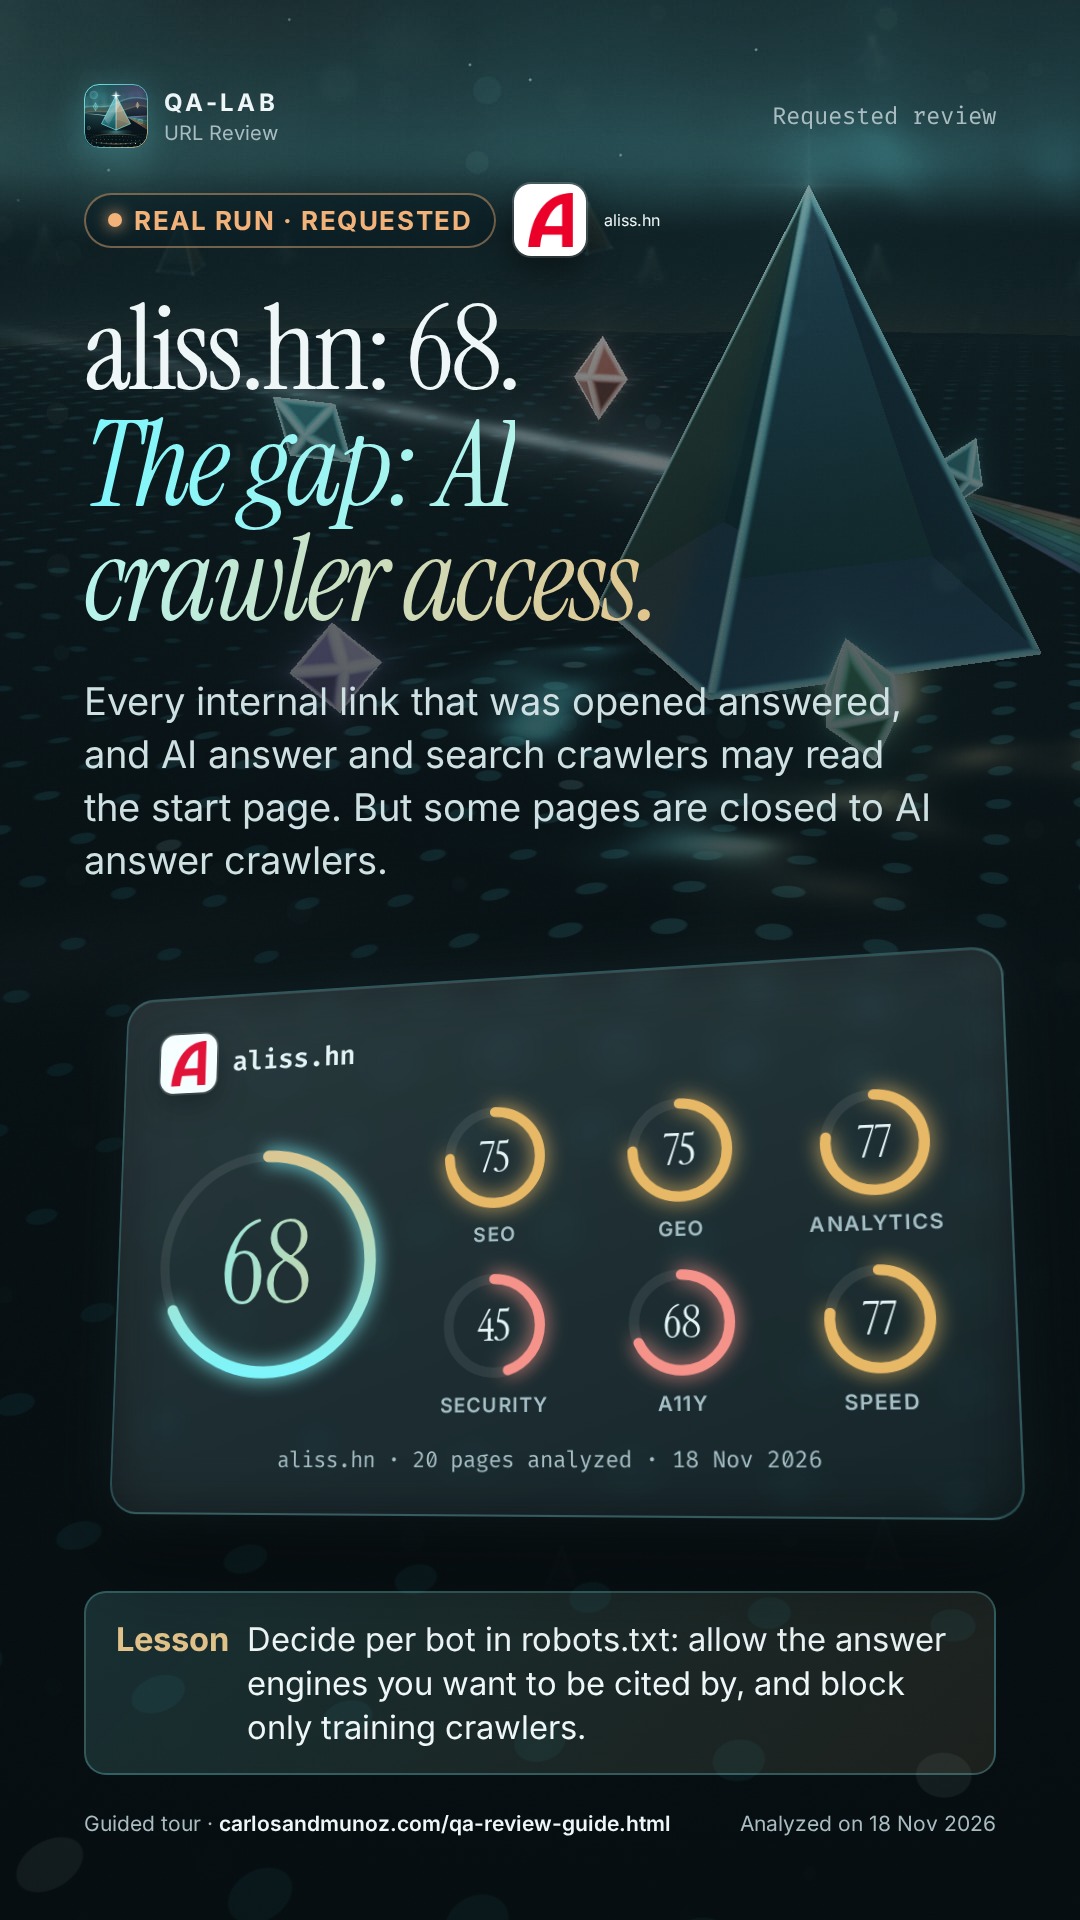 QA-LAB
URL Review
Requested review
REAL RUN · REQUESTED
A
aliss.hn
aliss.hn: 68.
The gap: AI
crawler access.
Every internal link that was opened answered,
and AI answer and search crawlers may read
the start page. But some pages are closed to AI
answer crawlers.
A
aliss.hn
68
75
SEO
75
GEO
77
ANALYTICS
45
SECURITY
68
A11Y
77
SPEED
aliss.hn · 20 pages analyzed · 18 Nov 2026
Lesson
Decide per bot in robots.txt: allow the answer
engines you want to be cited by, and block
only training crawlers.
Guided tour · carlosandmunoz.com/qa-review-guide.html
Analyzed on 18 Nov 2026